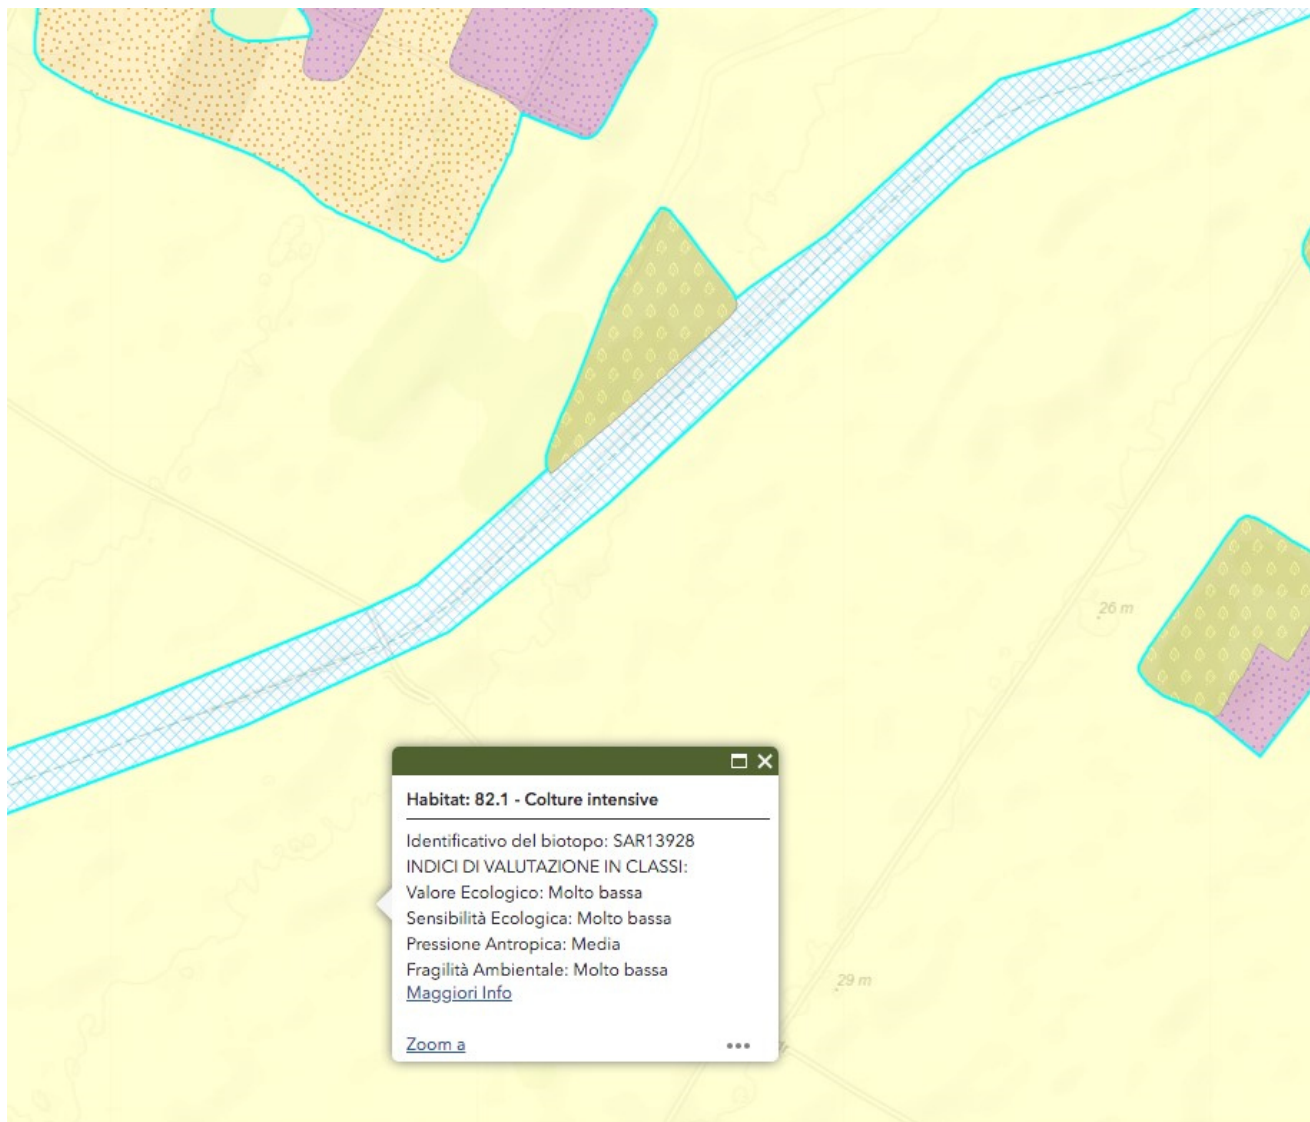 26 m
Habitat: 82.1 - Colture intensive
Identificativo del biotopo: SAR13928
INDICI DI VALUTAZIONE IN CLASSI:
Valore Ecologico: Molto bassa
Sensibilità Ecologica: Molto bassa
Pressione Antropica: Media
Fragilità Ambientale: Molto bassa
29 m
Maggiori Info
Zoom a